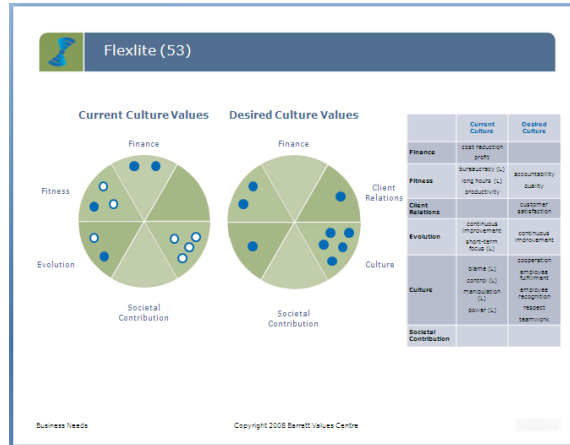 Flexlite (53)
Current Culture Values
Desired Culture Values
Finance
Fitness
Evolution
Societal
Contribution
Finance
Client
Relations
Culture
Societal
Contribution
Current
Culture
Desired
Culture
Finance
cost reduction
profit
Fitness
bureaucracy (L)
long hours (L)
productivity
accountability
quality
Client
Relations
customer
satisfaction
Evolution
continuous
improvement
short-term
focus (L)
continuous
improvement
Culture
blame (L)
control (L)
manipulation
(L)
power (L)
cooperation
employee
fulfilment
employee
recognition
respect
teamwork
Societal
Contribution
Business Needs
Copyright 2008 Barrett Values Centre